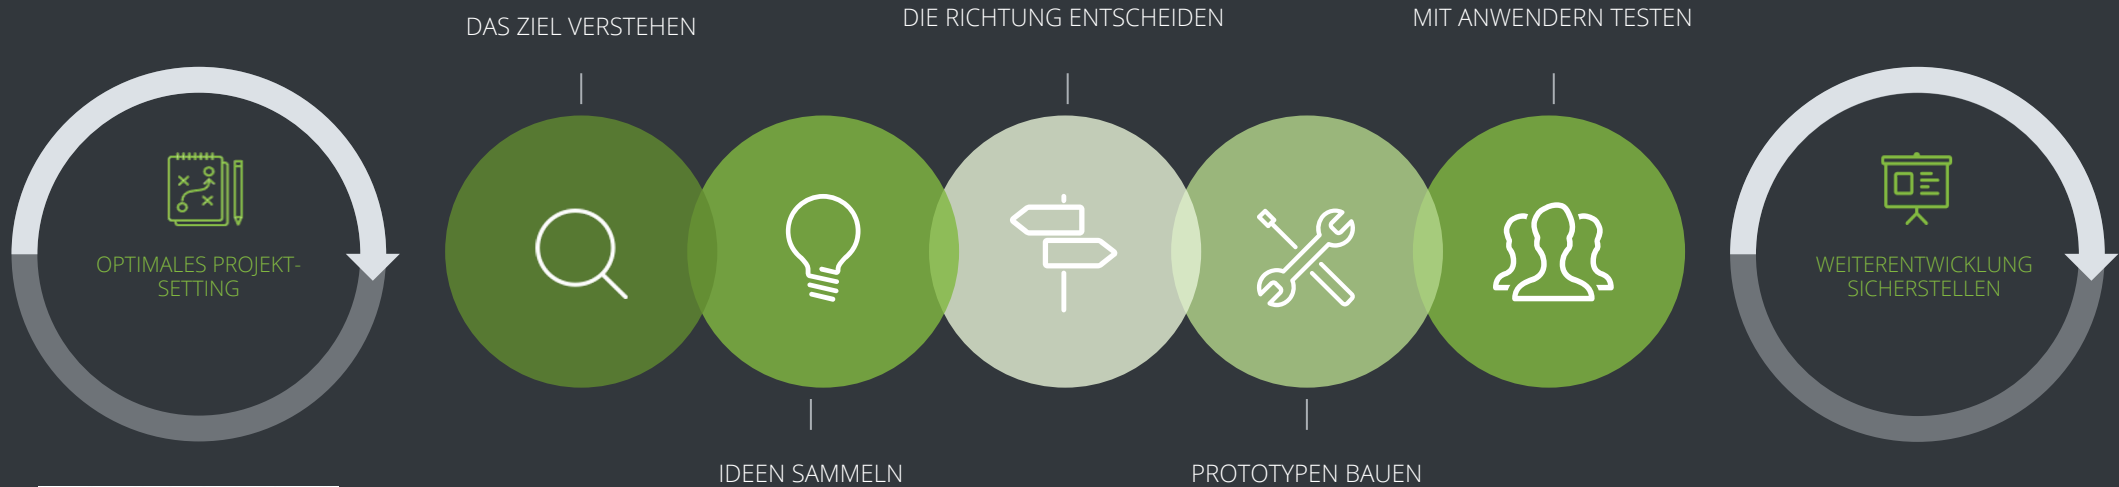 DAS ZIEL VERSTEHEN
DIE RICHTUNG ENTSCHEIDEN
MIT ANWENDERN TESTEN
OPTIMALES PROJEKT-
SETTING
WEITERENTWICKLUNG
SICHERSTELLEN
IDEEN SAMMELN
PROTOTYPEN BAUEN